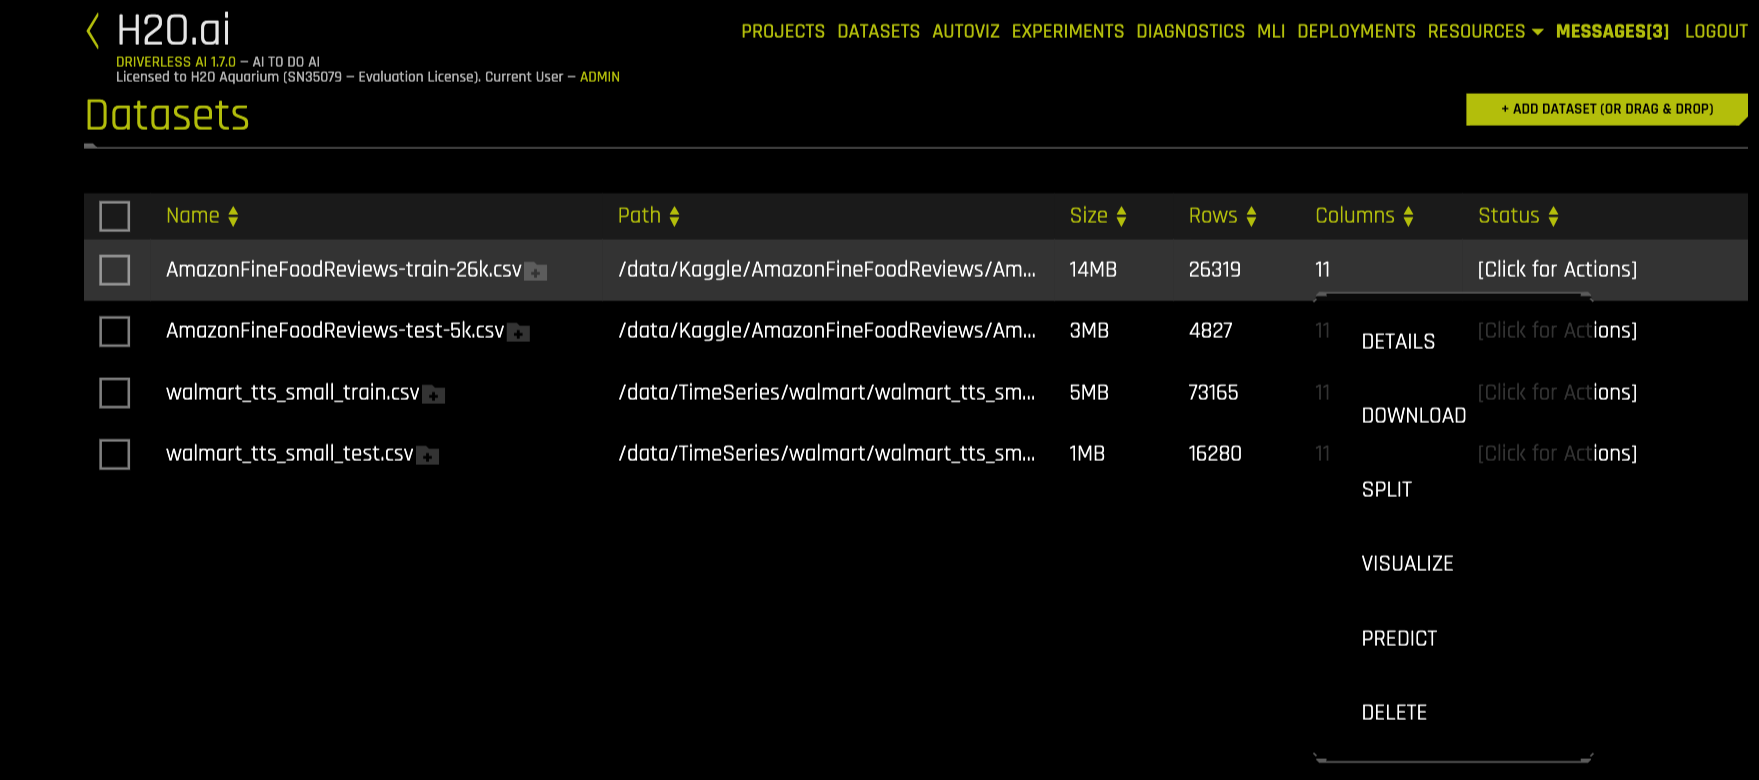 H2O.ai
PROJECTS DATASETS AUTOVIZ EXPERIMENTS DIAGNOSTICS MLI DEPLOYMENTS RESOURCES MESSAGES[3] LOGOUT
DRIVERLESS AI 1.7.0 – AI TO DO AI
Licensed to H2O Aquarium (SN35079 – Evaluation License). Current User – ADMIN
Datasets
+ ADD DATASET (OR DRAG & DROP)
Name Path Size Rows Columns Status
AmazonFineFoodReviews-train-26k.csv /data/Kaggle/AmazonFineFoodReviews/Am... 14MB 26319 11 [Click for Actions]
AmazonFineFoodReviews-test-5k.csv /data/Kaggle/AmazonFineFoodReviews/Am... 3MB 4827 11 [Click for Actions]
DETAILS
walmart_tts_small_train.csv /data/TimeSeries/walmart/walmart_tts_sm... 5MB 73165 11 [Click for Actions]
DOWNLOAD
walmart_tts_small_test.csv /data/TimeSeries/walmart/walmart_tts_sm... 1MB 16280 11 [Click for Actions]
SPLIT
VISUALIZE
PREDICT
DELETE